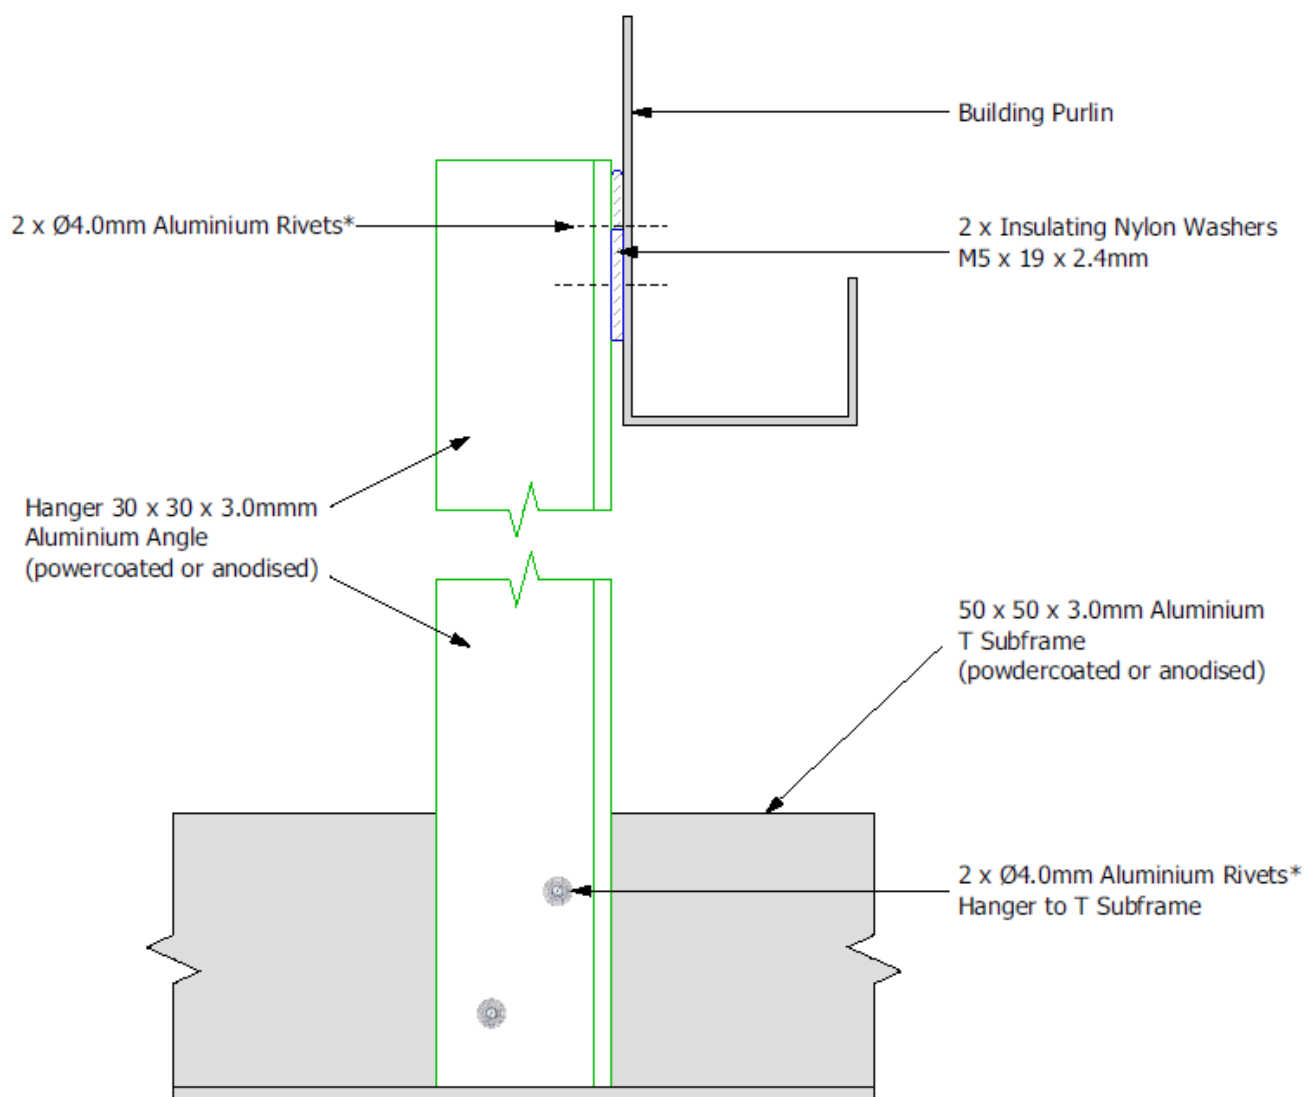 Building Purlin
2 x Ø4.0mm Aluminium Rivets*
2 x Insulating Nylon Washers
M5 x 19 x 2.4mm
Hanger 30 x 30 x 3.0mmm
Aluminium Angle
(powercoated or anodised)
50 x 50 x 3.0mm Aluminium
T Subframe
(powdercoated or anodised)
2 x Ø4.0mm Aluminium Rivets*
Hanger to T Subframe